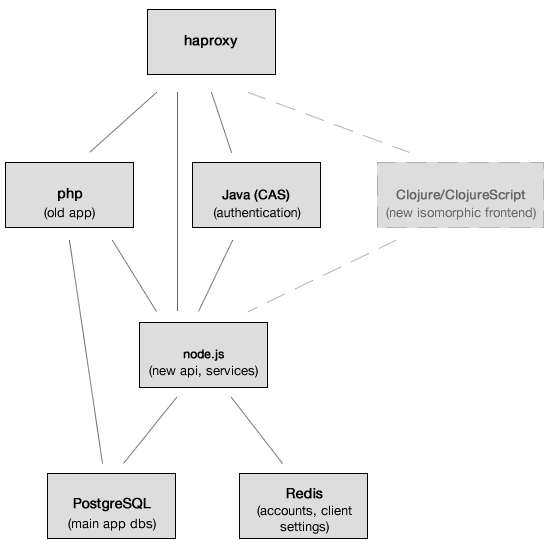 haproxy
php
(old app)
Java (CAS)
(authentication)
Clojure/ClojureScript
(new isomorphic frontend)
node.js
(new api, services)
PostgreSQL
(main app dbs)
Redis
(accounts, client
settings)